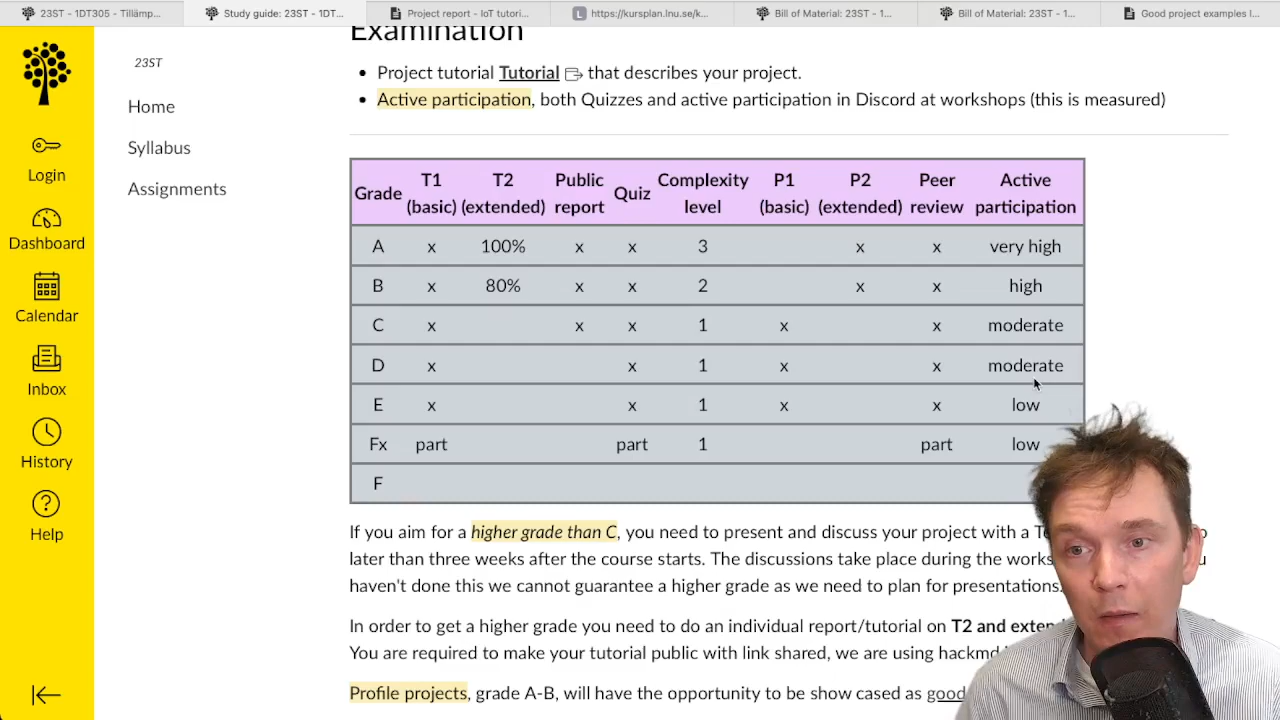 23ST - 1DT305 - Tillämp...
Study guide: 23ST - 1DT...
Project report - IoT tutori...
L https://kursplan.lnu.se/k...
Bill of Material: 23ST - 1...
Bill of Material: 23ST - 1...
Good project examples I...
Login
Dashboard
Calendar
Inbox
History
Help
23ST
Home
Syllabus
Assignments
Examination
Project tutorial Tutorial that describes your project.
Active participation, both Quizzes and active participation in Discord at workshops (this is measured)
Grade T1 (basic) T2 (extended) Public report Quiz Complexity level P1 (basic) P2 (extended) Peer review Active participation
A x 100% x x 3 x x very high
B x 80% x x 2 x x high
C x x x 1 x x moderate
D x x 1 x x moderate
E x x 1 x x low
Fx part part 1 part low
F
If you aim for a higher grade than C, you need to present and discuss your project with a
later than three weeks after the course starts. The discussions take place during the
haven't done this we cannot guarantee a higher grade as we need to plan for presentations.
In order to get a higher grade you need to do an individual report/tutorial on T2 and
You are required to make your tutorial public with link shared, we are using hackmd
Profile projects, grade A-B, will have the opportunity to be show cased as good